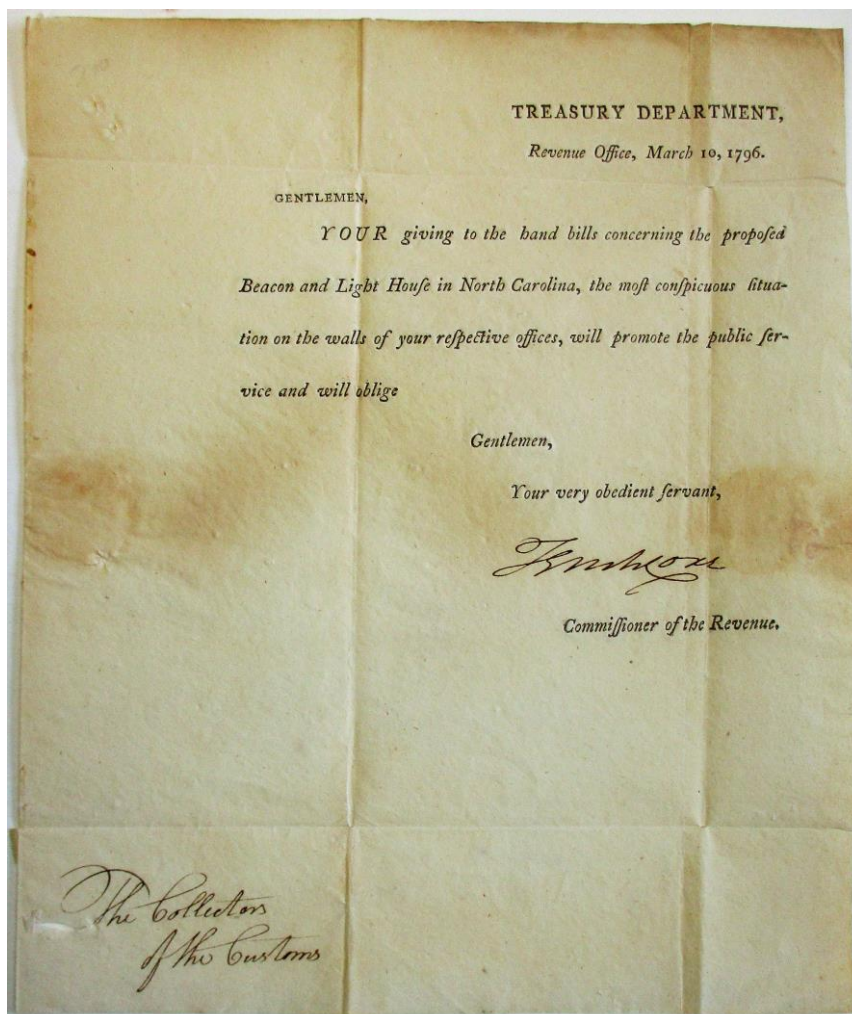 TREASURY DEPARTMENT,
Revenue Office, March 10, 1796.
GENTLEMEN,
YOUR giving to the hand bills concerning the propoſed
Beacon and Light Houſe in North Carolina, the moſt conſpicuous ſitua-
tion on the walls of your reſpective offices, will promote the public ſer-
vice and will oblige
Gentlemen,
Your very obedient ſervant,
Tench Coxe
Commiſſioner of the Revenue.
The Collectors
of the Customs